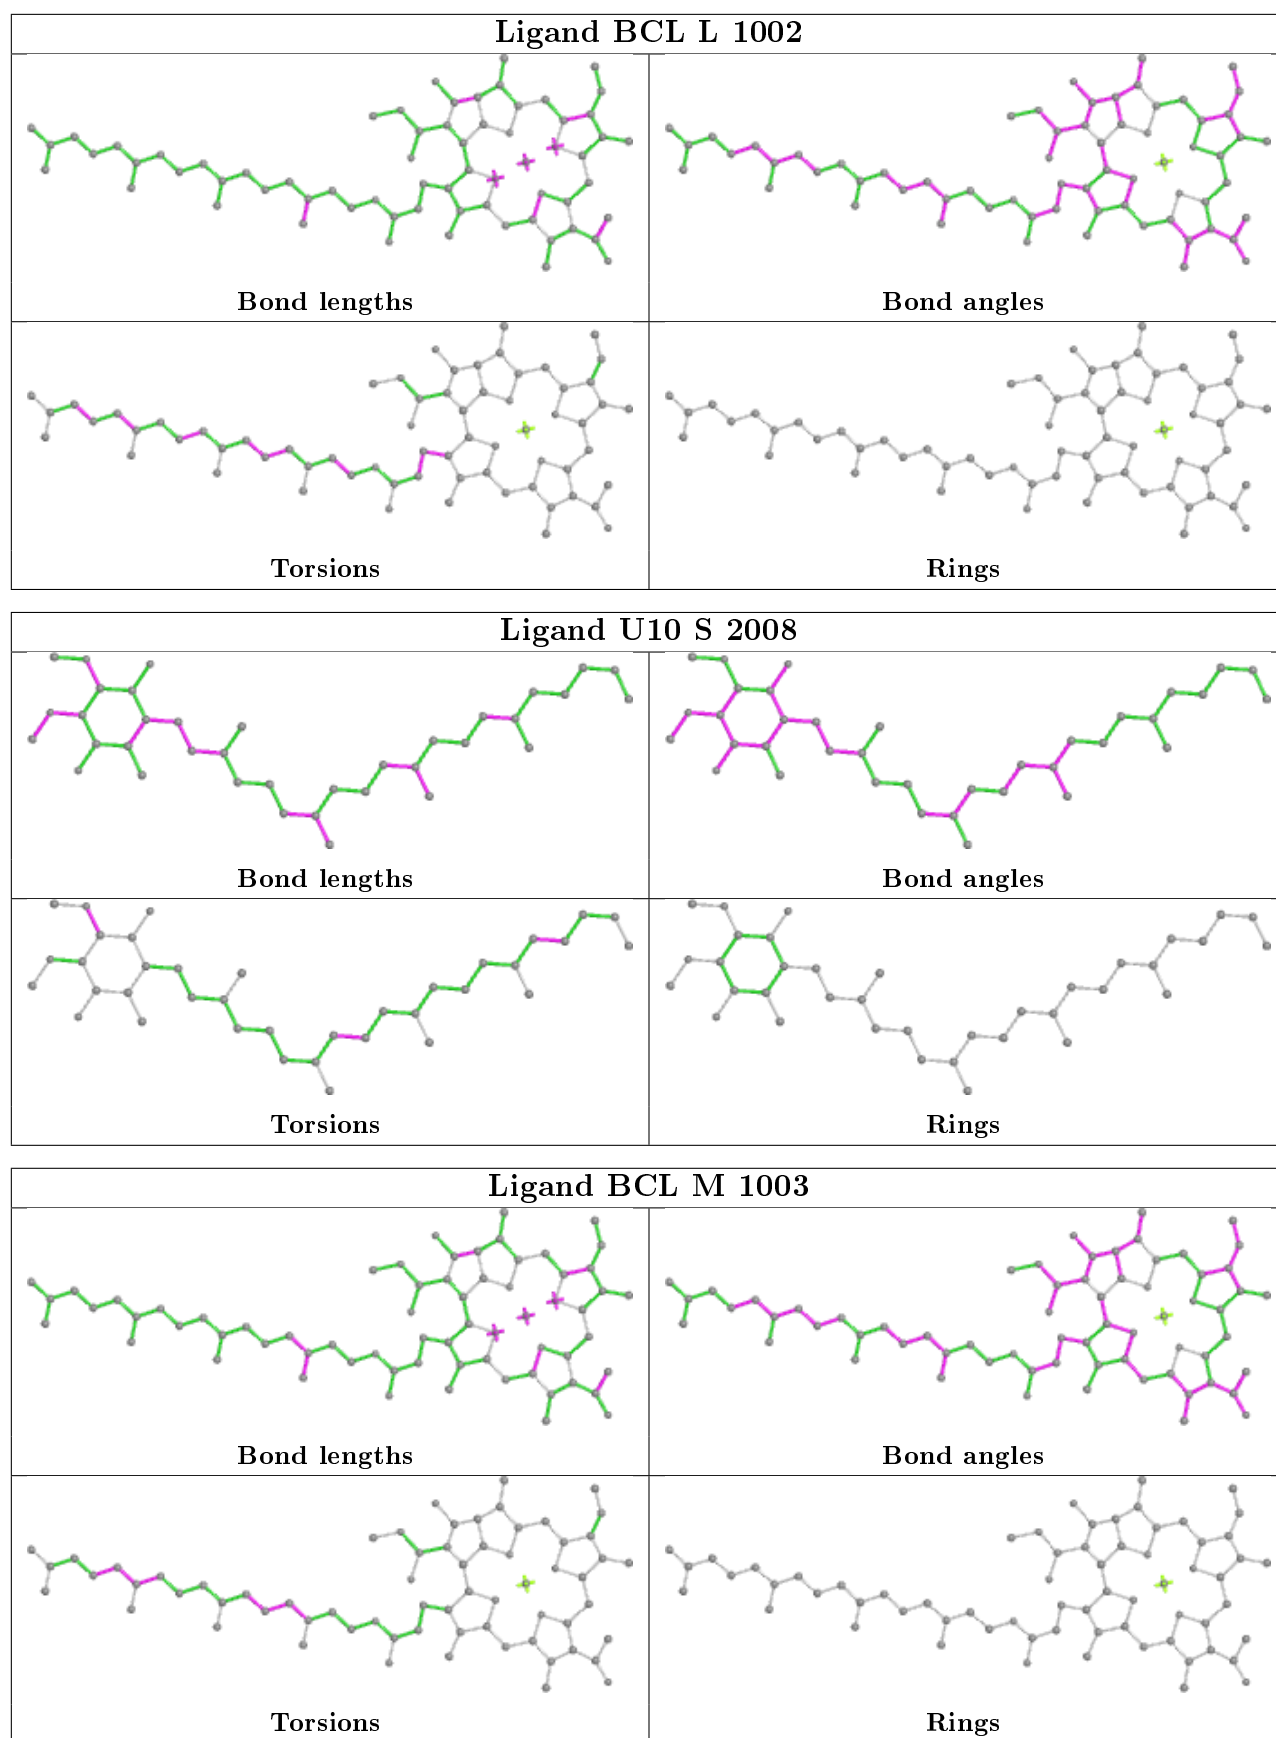 Ligand BCL L 1002
Bond lengths
Bond angles
Torsions
Rings
Ligand U10 S 2008
Bond lengths
Bond angles
Torsions
Rings
Ligand BCL M 1003
Bond lengths
Bond angles
Torsions
Rings